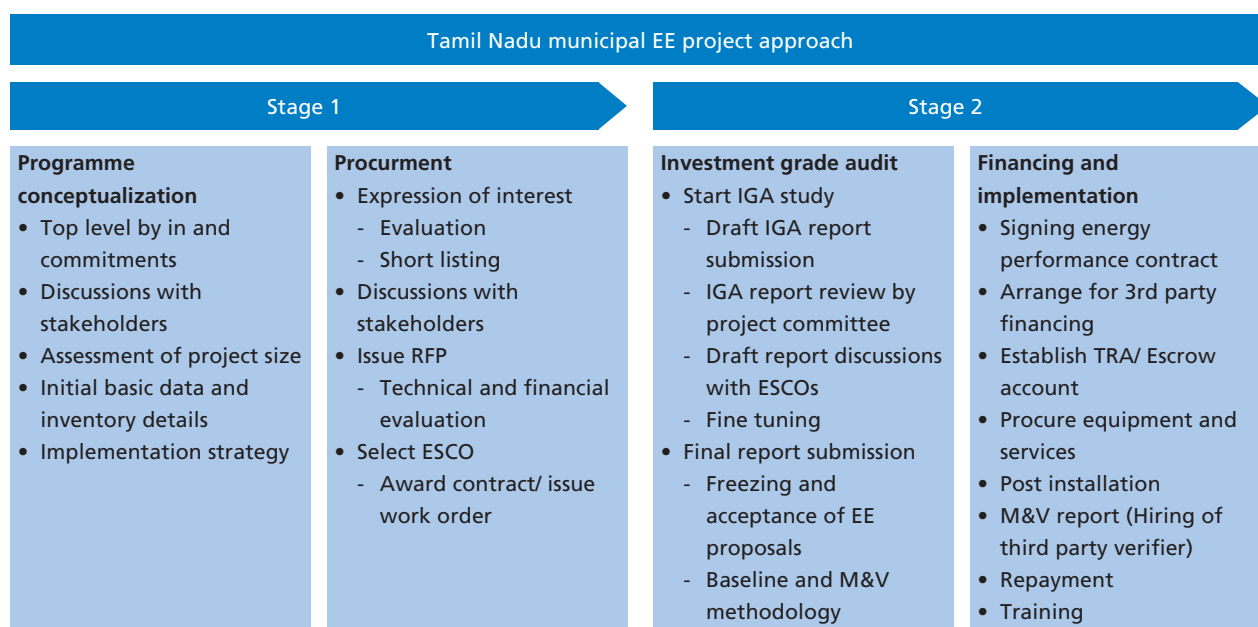 Tamil Nadu municipal EE project approach
Stage 1
Stage 2
Programme
conceptualization
• Top level by in and
commitments
• Discussions with
stakeholders
• Assessment of project size
• Initial basic data and
inventory details
• Implementation strategy
Procurment
• Expression of interest
- Evaluation
- Short listing
• Discussions with
stakeholders
• Issue RFP
- Technical and financial
evaluation
• Select ESCO
- Award contract/ issue
work order
Investment grade audit
• Start IGA study
- Draft IGA report
submission
- IGA report review by
project committee
- Draft report discussions
with ESCOs
- Fine tuning
• Final report submission
- Freezing and
acceptance of EE
proposals
- Baseline and M&V
methodology
Financing and
implementation
• Signing energy
performance contract
• Arrange for 3rd party
financing
• Establish TRA/ Escrow
account
• Procure equipment and
services
• Post installation
• M&V report (Hiring of
third party verifier)
• Repayment
• Training